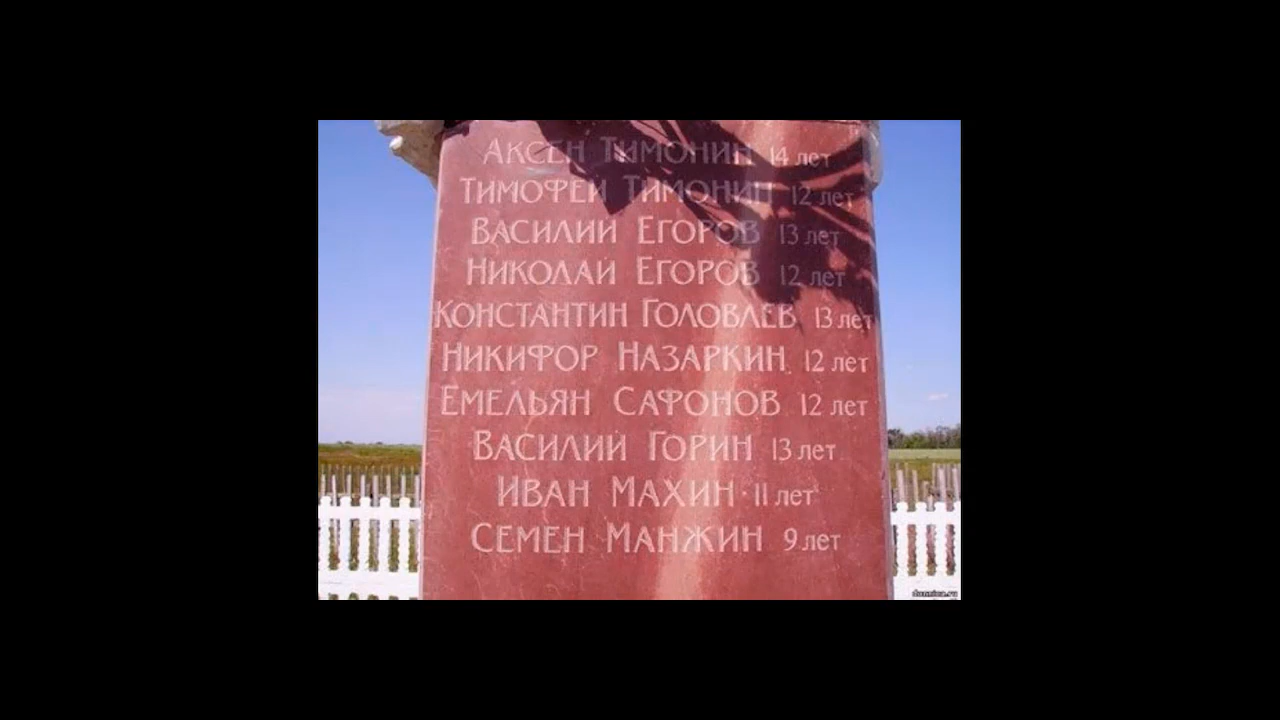 Аксен Тимонин 14 лет
Тимофей Тимонин 12 лет
Василий Егоров 13 лет
Николай Егоров 12 лет
Константин Головлев 13 лет
Никифор Назаркин 12 лет
Емельян Сафонов 12 лет
Василий Горин 13 лет
Иван Махин 11 лет
Семен Манжин 9 лет